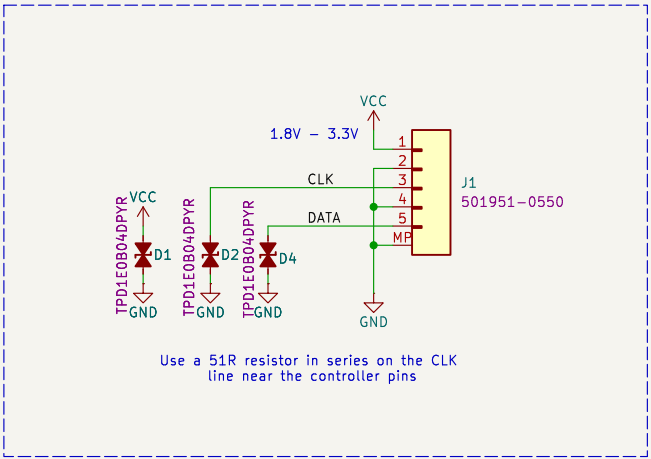 VCC
1.8V – 3.3V
1
2
CLK
3
J1
4
501951-0550
DATA
5
MP
VCC
TPD1E0B04DPYR
D1
GND
TPD1E0B04DPYR
D2
GND
TPD1E0B04DPYR
D4
GND
GND
Use a 51R resistor in series on the CLK
line near the controller pins